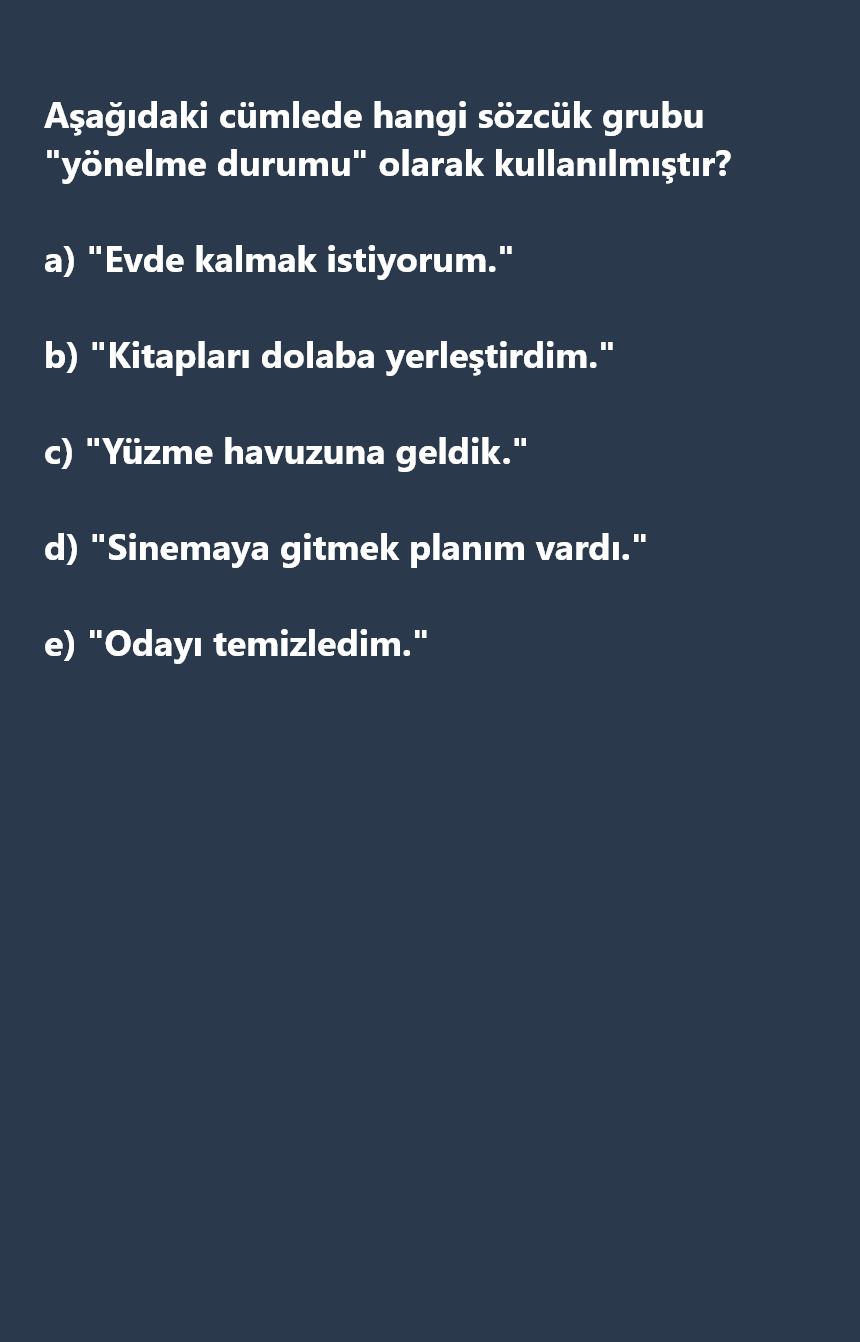 Aşağıdaki cümlede hangi sözcük grubu
"yönelme durumu" olarak kullanılmıştır?
a) "Evde kalmak istiyorum."
b) "Kitapları dolaba yerleştirdim."
c) "Yüzme havuzuna geldik."
d) "Sinemaya gitmek planım vardı."
e) "Odayı temizledim."